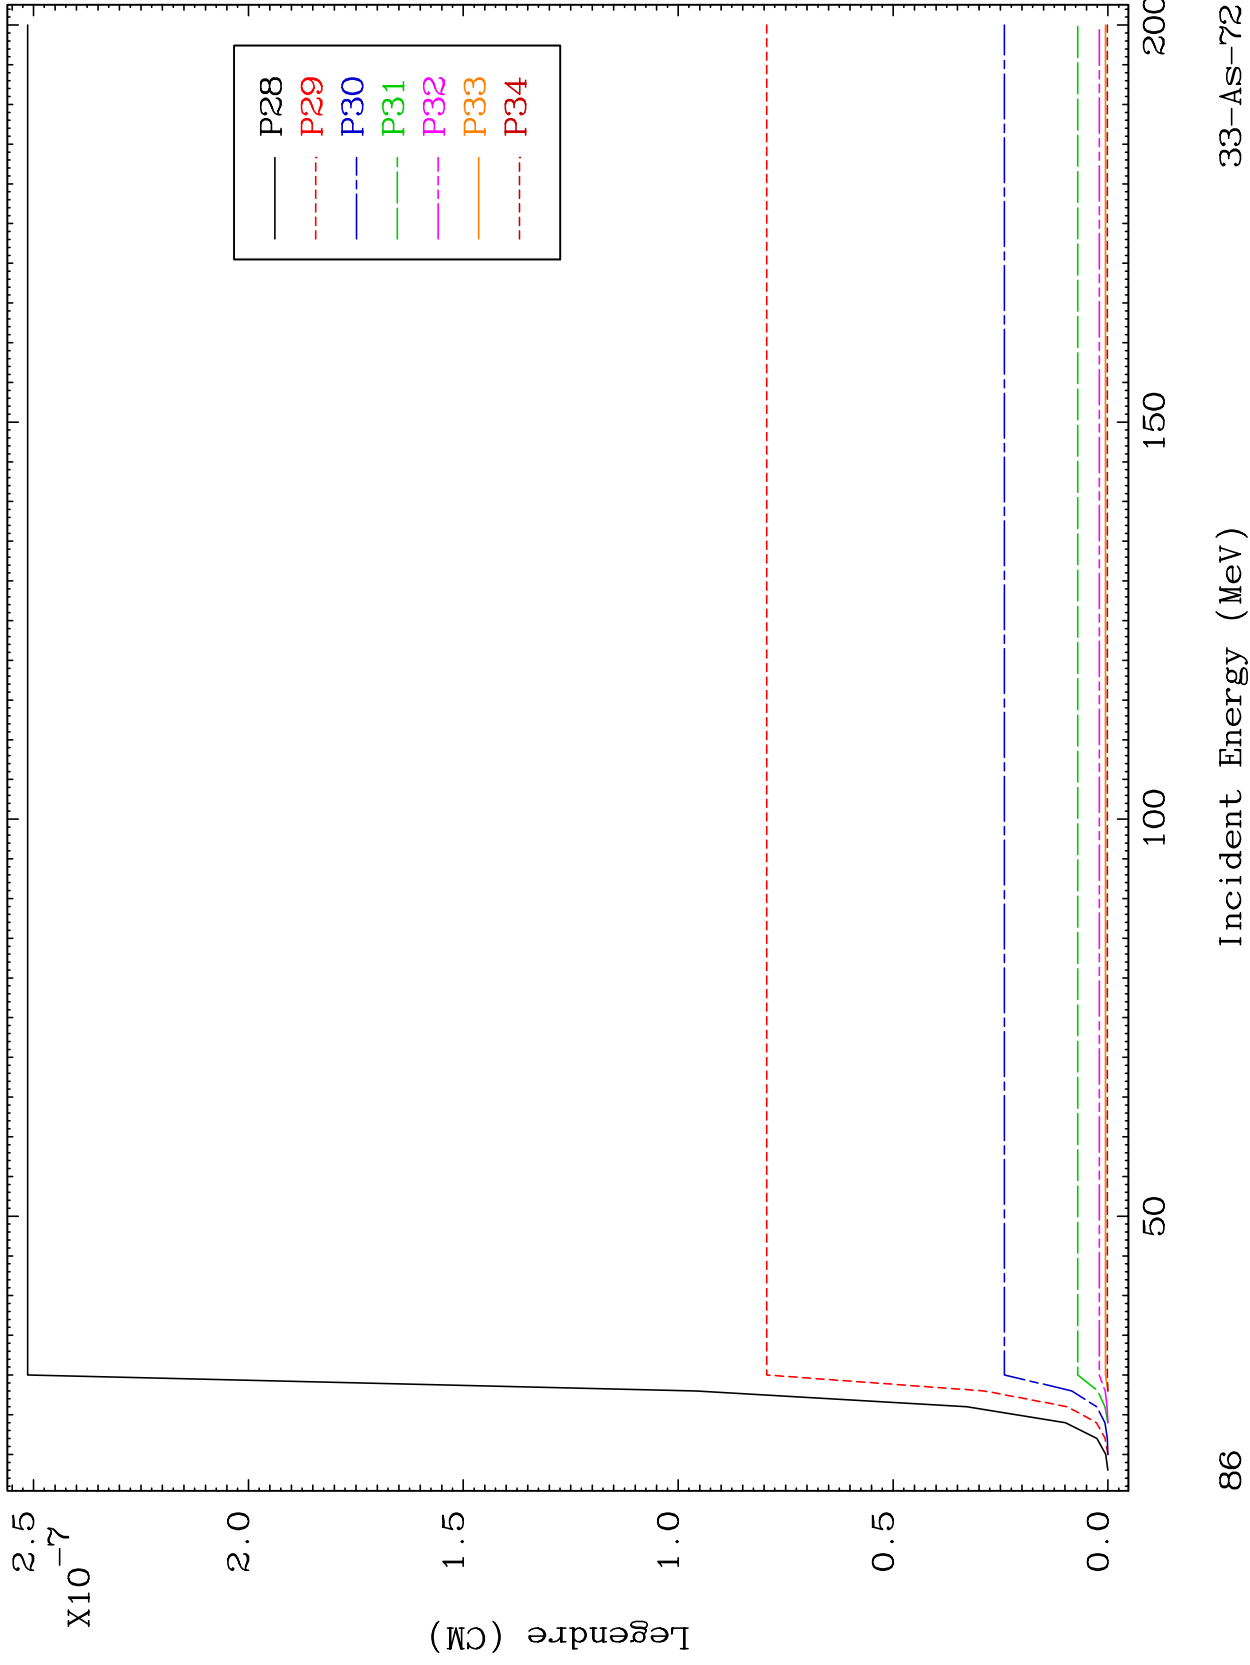 2.5
X10-7
2.0
1.5
1.0
0.5
0.0
Legendre (CM)
P28
P29
P30
P31
P32
P33
P34
50
100
150
200
Incident Energy (MeV)
86
33-As-72